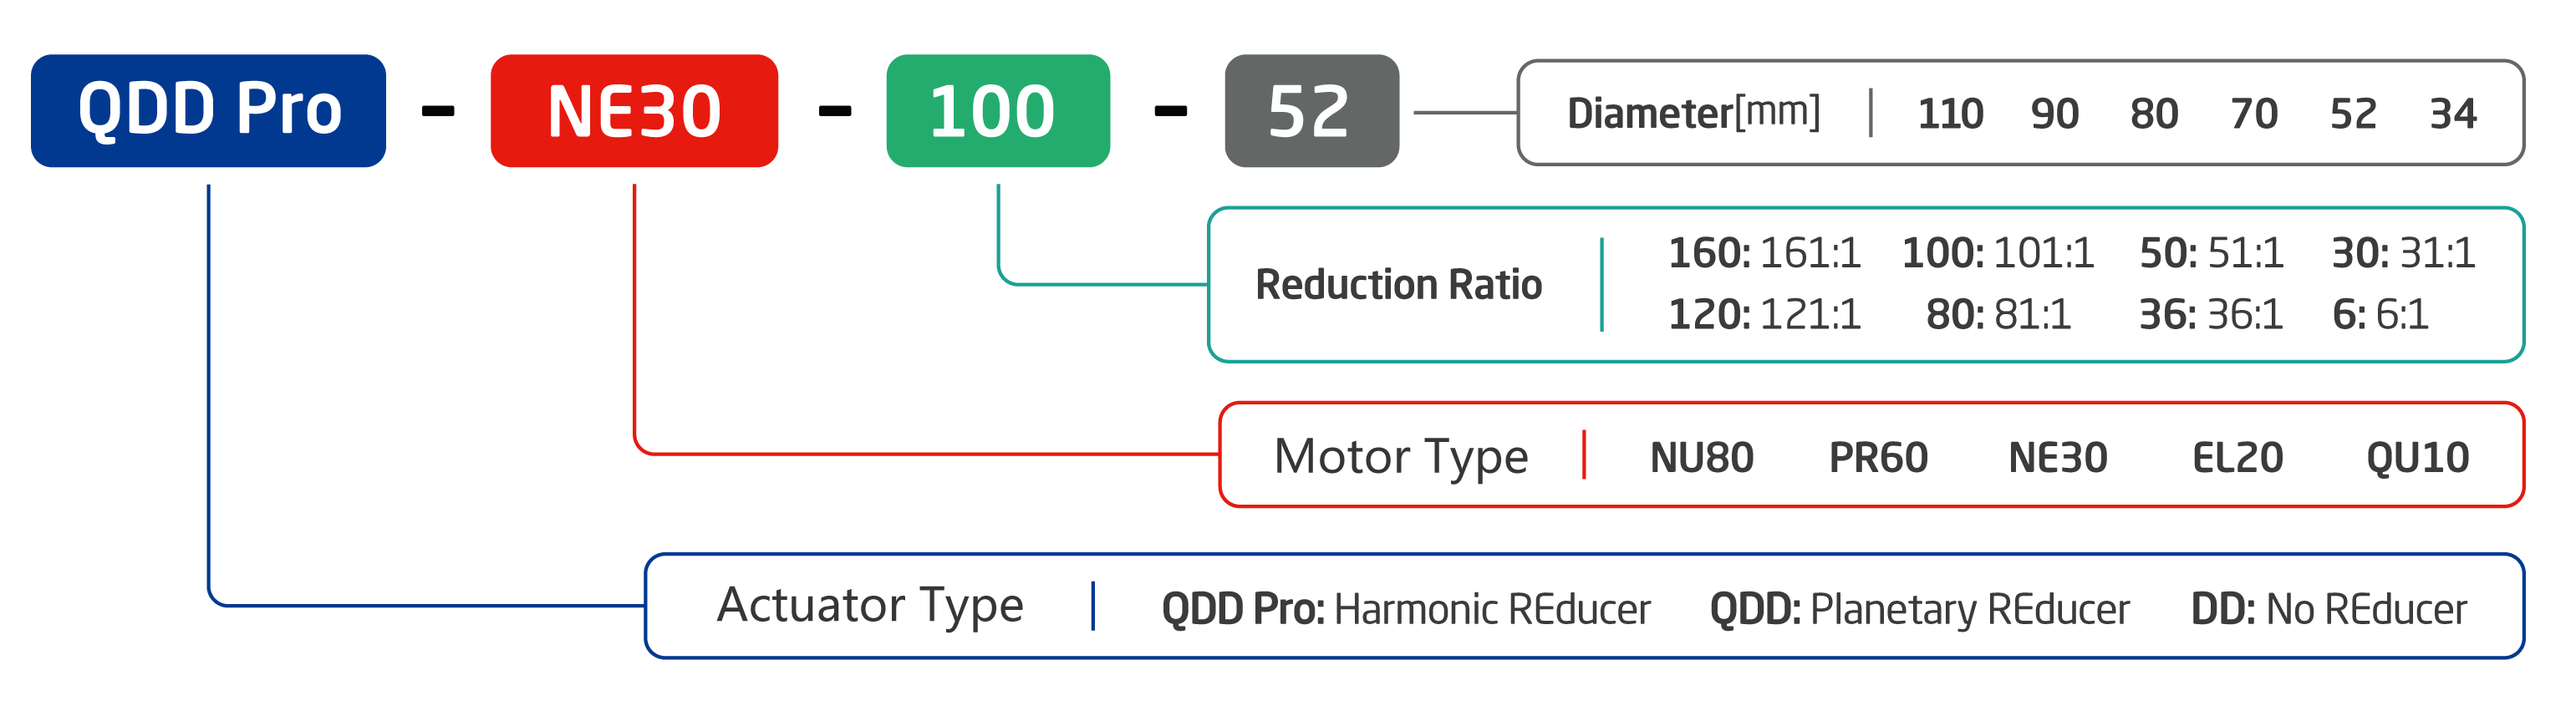 QDD Pro - NE30 - 100 - 52
Diameter[mm] | 110 90 80 70 52 34
Reduction Ratio
160: 161:1 100: 101:1 50: 51:1 30: 31:1
120: 121:1 80: 81:1 36: 36:1 6: 6:1
Motor Type | NU80 PR60 NE30 EL20 QU10
Actuator Type | QDD Pro: Harmonic REducer QDD: Planetary REducer DD: No REducer